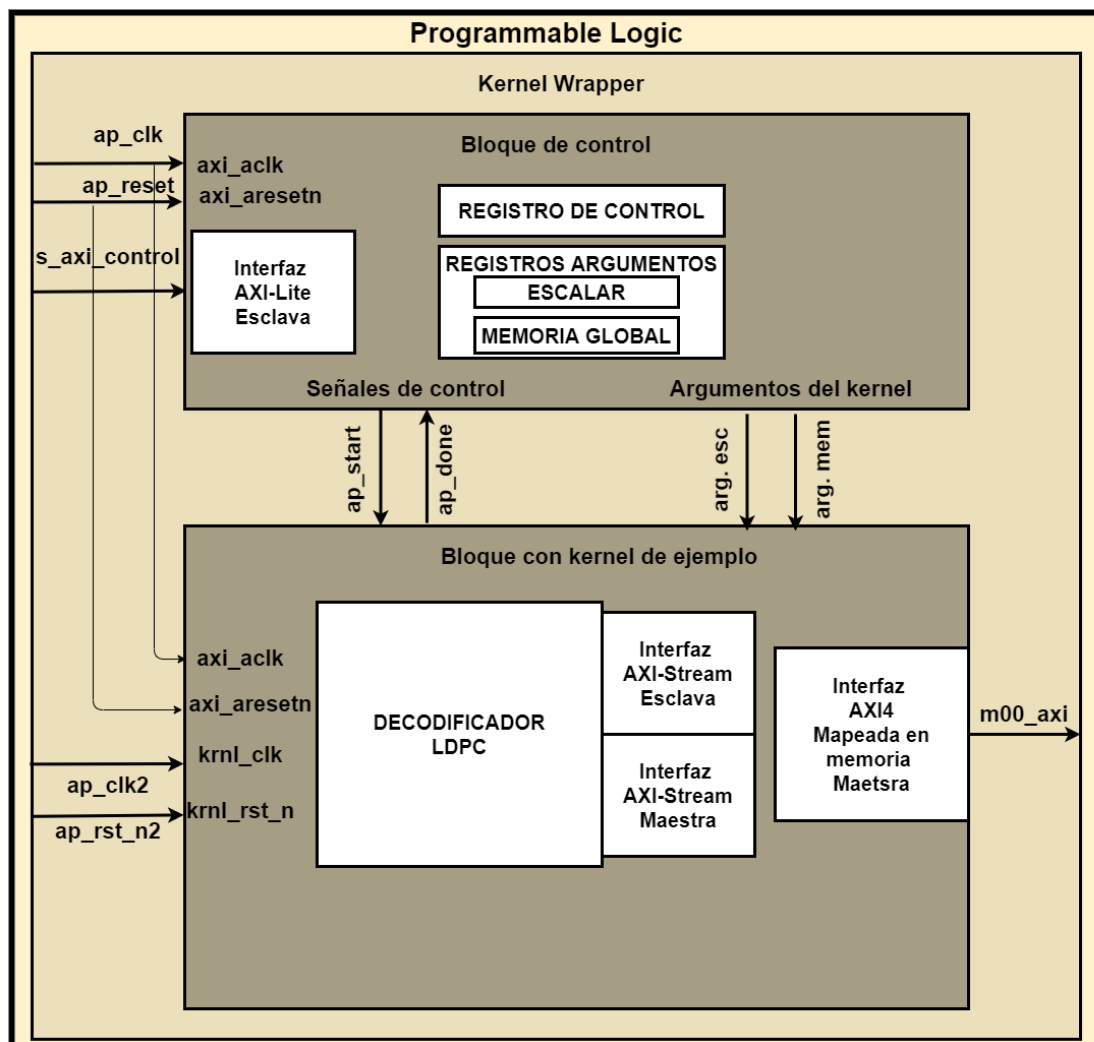 Programmable Logic
Kernel Wrapper
ap_clk
Bloque de control
axi_aclk
ap_reset
axi_aresetn
REGISTRO DE CONTROL
s_axi_control
Interfaz
AXI-Lite
Esclava
REGISTROS ARGUMENTOS
ESCALAR
MEMORIA GLOBAL
Señales de control
Argumentos del kernel
ap_start
ap_done
arg. esc
arg. mem
Bloque con kernel de ejemplo
axi_aclk
axi_aresetn
krnl_clk
ap_clk2
krnl_rst_n
ap_rst_n2
DECODIFICADOR
LDPC
Interfaz
AXI-Stream
Esclava
Interfaz
AXI-Stream
Maestra
Interfaz
AXI4
Mapeada en
memoria
Maetsra
m00_axi